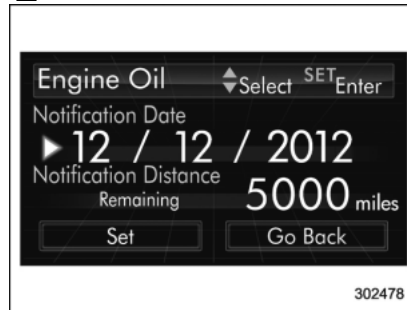 Engine Oil Select SET Enter
Notification Date
12 / 12 / 2012
Notification Distance
Remaining 5000 miles
Set Go Back
302478